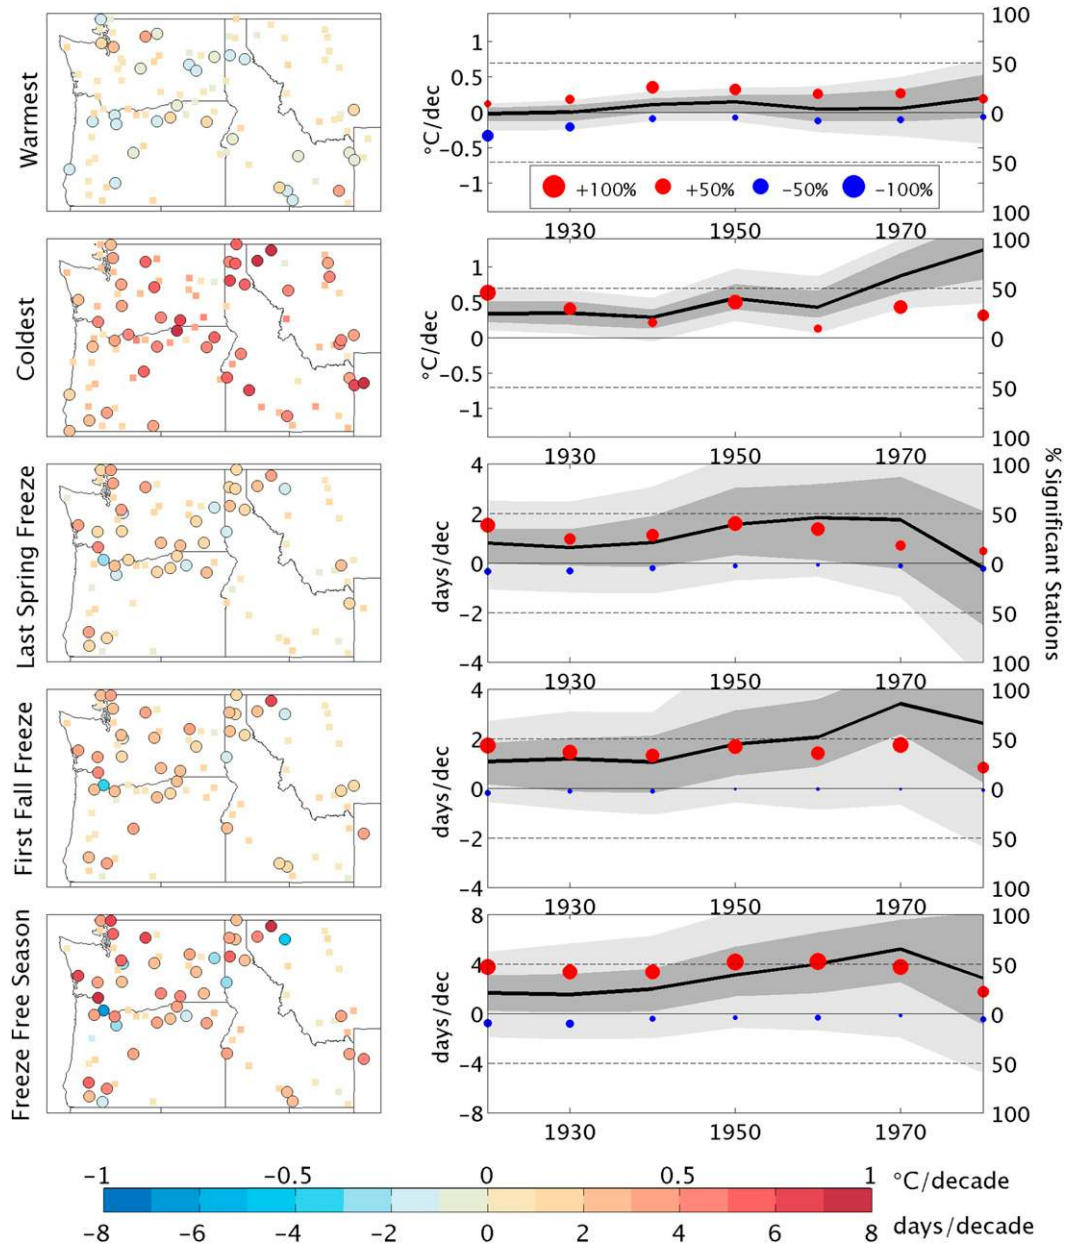 Warmest
°C/dec
1
0.5
0
−0.5
−1
100
50
0
50
100
+100% +50% −50% −100%
1930 1950 1970
Coldest
°C/dec
1
0.5
0
−0.5
−1
100
50
0
50
100
1930 1950 1970
Last Spring Freeze
days/dec
4
2
0
−2
−4
100
50
0
50
100
% Significant Stations
1930 1950 1970
First Fall Freeze
days/dec
4
2
0
−2
−4
100
50
0
50
100
1930 1950 1970
Freeze Free Season
days/dec
8
4
0
−4
−8
100
50
0
50
100
1930 1950 1970
−1 −0.5 0 0.5 1 °C/decade
−8 −6 −4 −2 0 2 4 6 8 days/decade